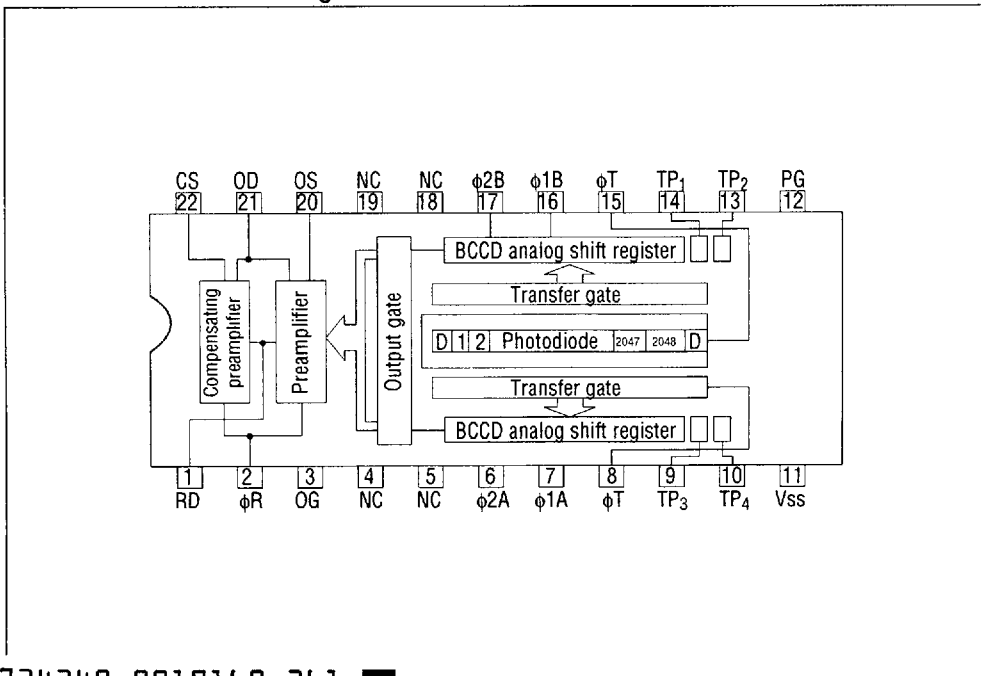 CS OD OS NC NC ϕ2B ϕ1B ϕT TP1 TP2 PG
22 21 20 19 18 17 16 15 14 13 12
BCCD analog shift register
Transfer gate
Compensating preamplifier
Preamplifier
Output gate
D 1 2 Photodiode 2047 2048 D
Transfer gate
BCCD analog shift register
1 2 3 4 5 6 7 8 9 10 11
RD ϕR OG NC NC ϕ2A ϕ1A ϕT TP3 TP4 Vss